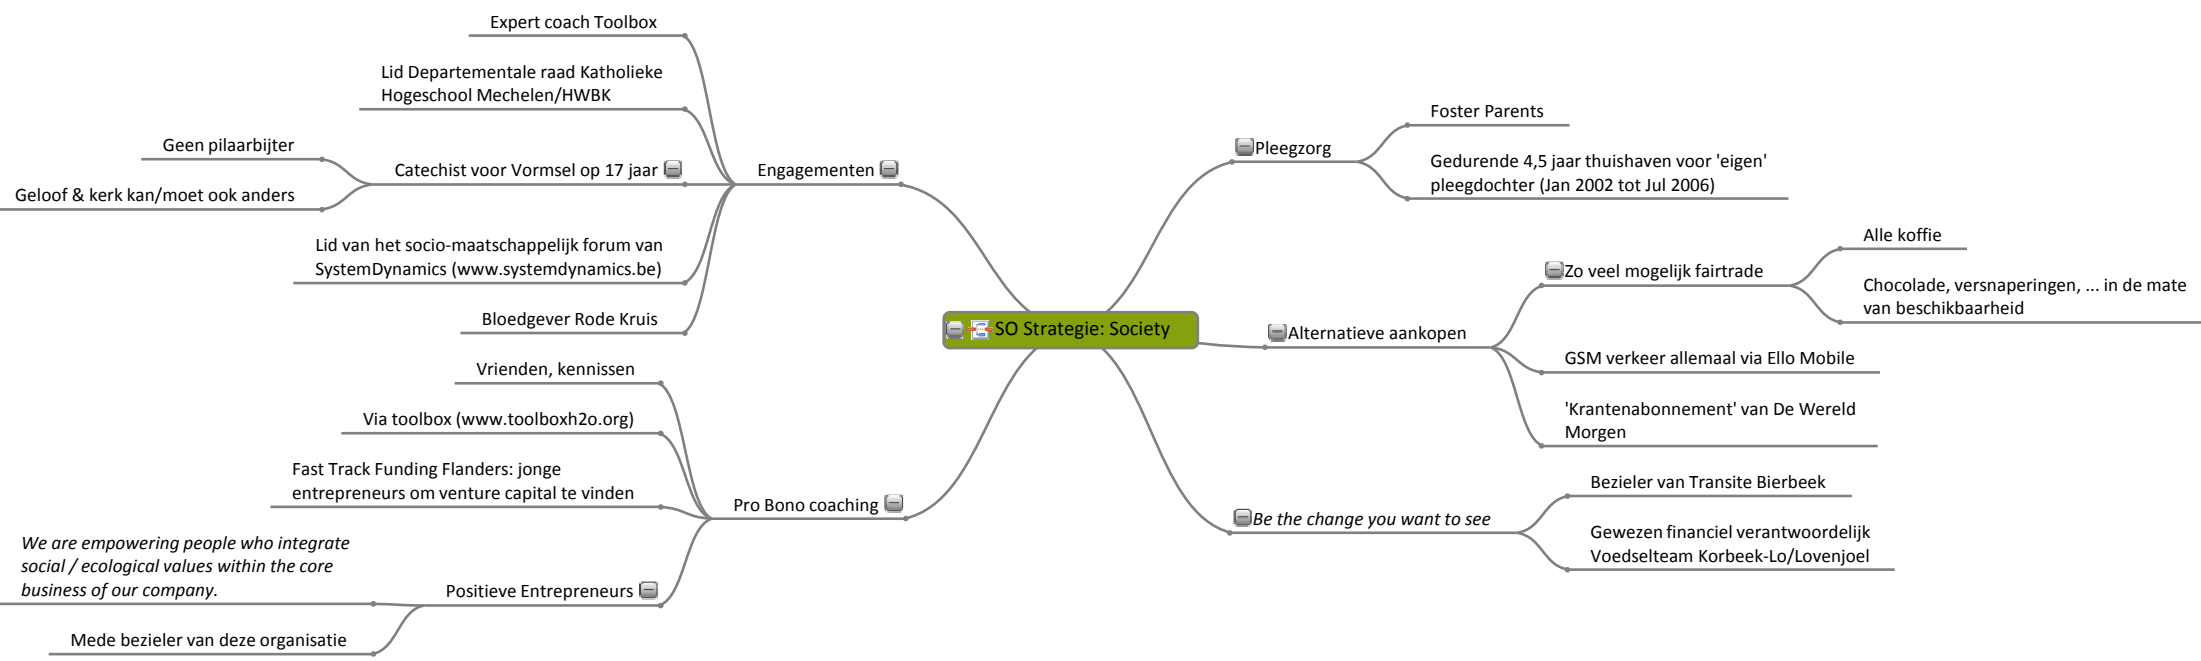 SO Strategie: Society
Engagementen
Expert coach Toolbox
Lid Departementale raad Katholieke
Hogeschool Mechelen/HWBK
Catechist voor Vormsel op 17 jaar
Geen pilaarbijter
Geloof & kerk kan/moet ook anders
Lid van het socio-maatschappelijk forum van
SystemDynamics (www.systemdynamics.be)
Bloedgever Rode Kruis
Pro Bono coaching
Vrienden, kennissen
Via toolbox (www.toolboxh2o.org)
Fast Track Funding Flanders: jonge
entrepreneurs om venture capital te vinden
Positieve Entrepreneurs
We are empowering people who integrate
social / ecological values within the core
business of our company.
Mede bezieler van deze organisatie
Pleegzorg
Foster Parents
Gedurende 4,5 jaar thuishaven voor 'eigen'
pleegdochter (Jan 2002 tot Jul 2006)
Alternatieve aankopen
Zo veel mogelijk fairtrade
Alle koffie
Chocolade, versnaperingen, ... in de mate
van beschikbaarheid
GSM verkeer allemaal via Ello Mobile
'Krantenabonnement' van De Wereld
Morgen
Be the change you want to see
Bezieler van Transite Bierbeek
Gewezen financiel verantwoordelijk
Voedselteam Korbeek-Lo/Lovenjoel